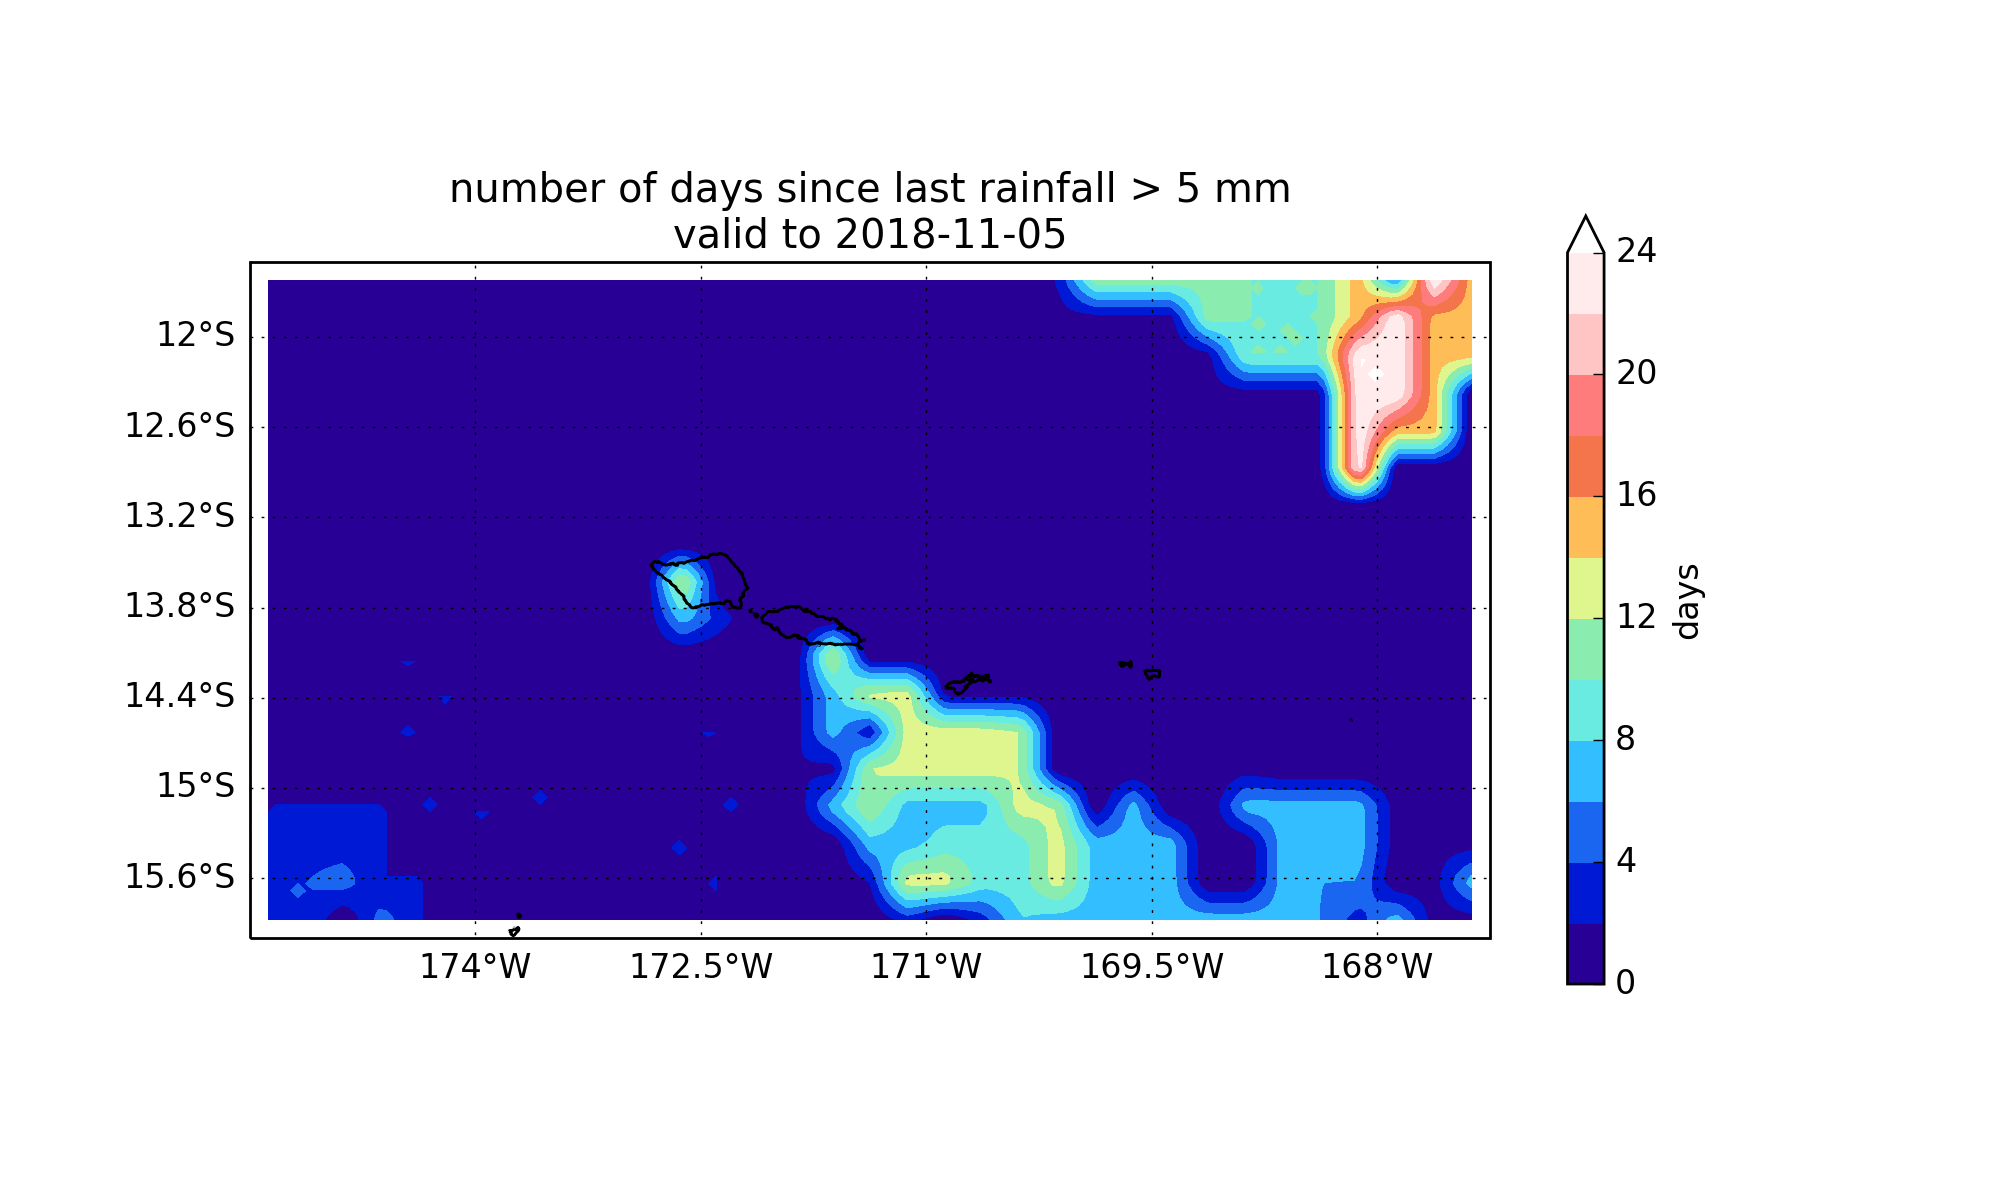 number of days since last rainfall > 5 mm
valid to 2018-11-05
12°S
12.6°S
13.2°S
13.8°S
14.4°S
15°S
15.6°S
174°W
172.5°W
171°W
169.5°W
168°W
24
20
16
12
8
4
0
days